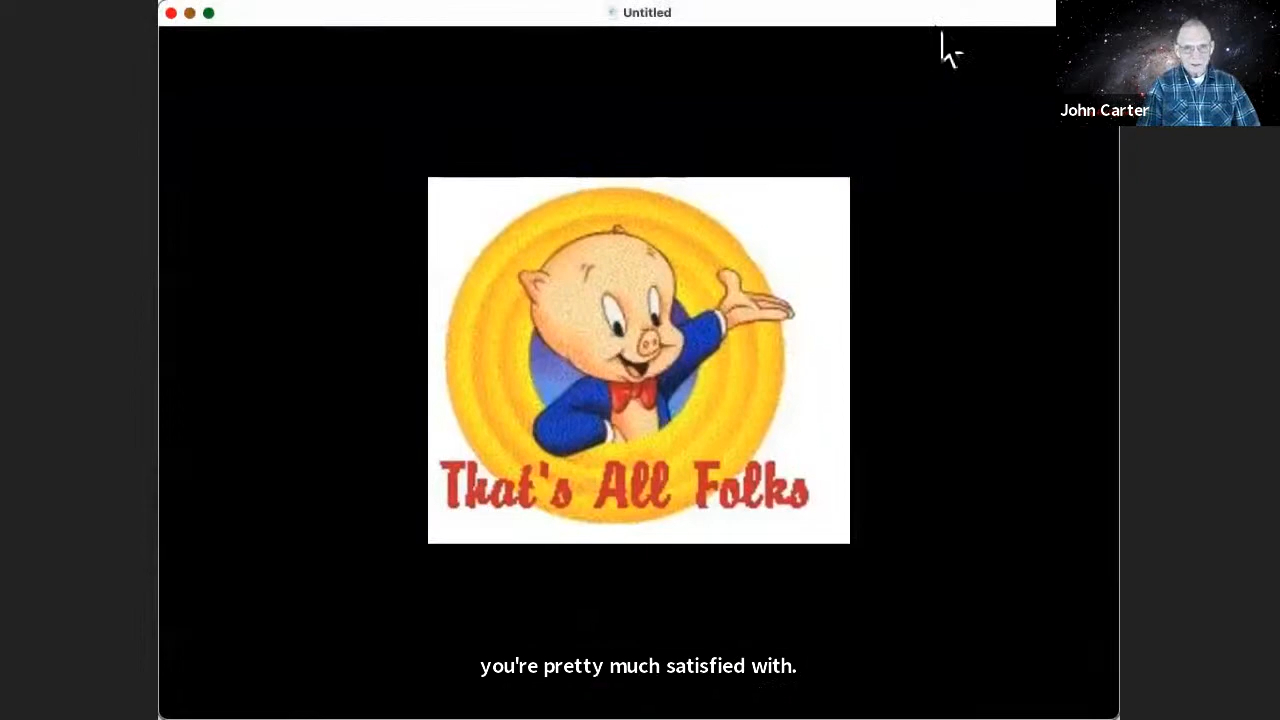 Untitled
John Carter
That's All Folks
you're pretty much satisfied with.